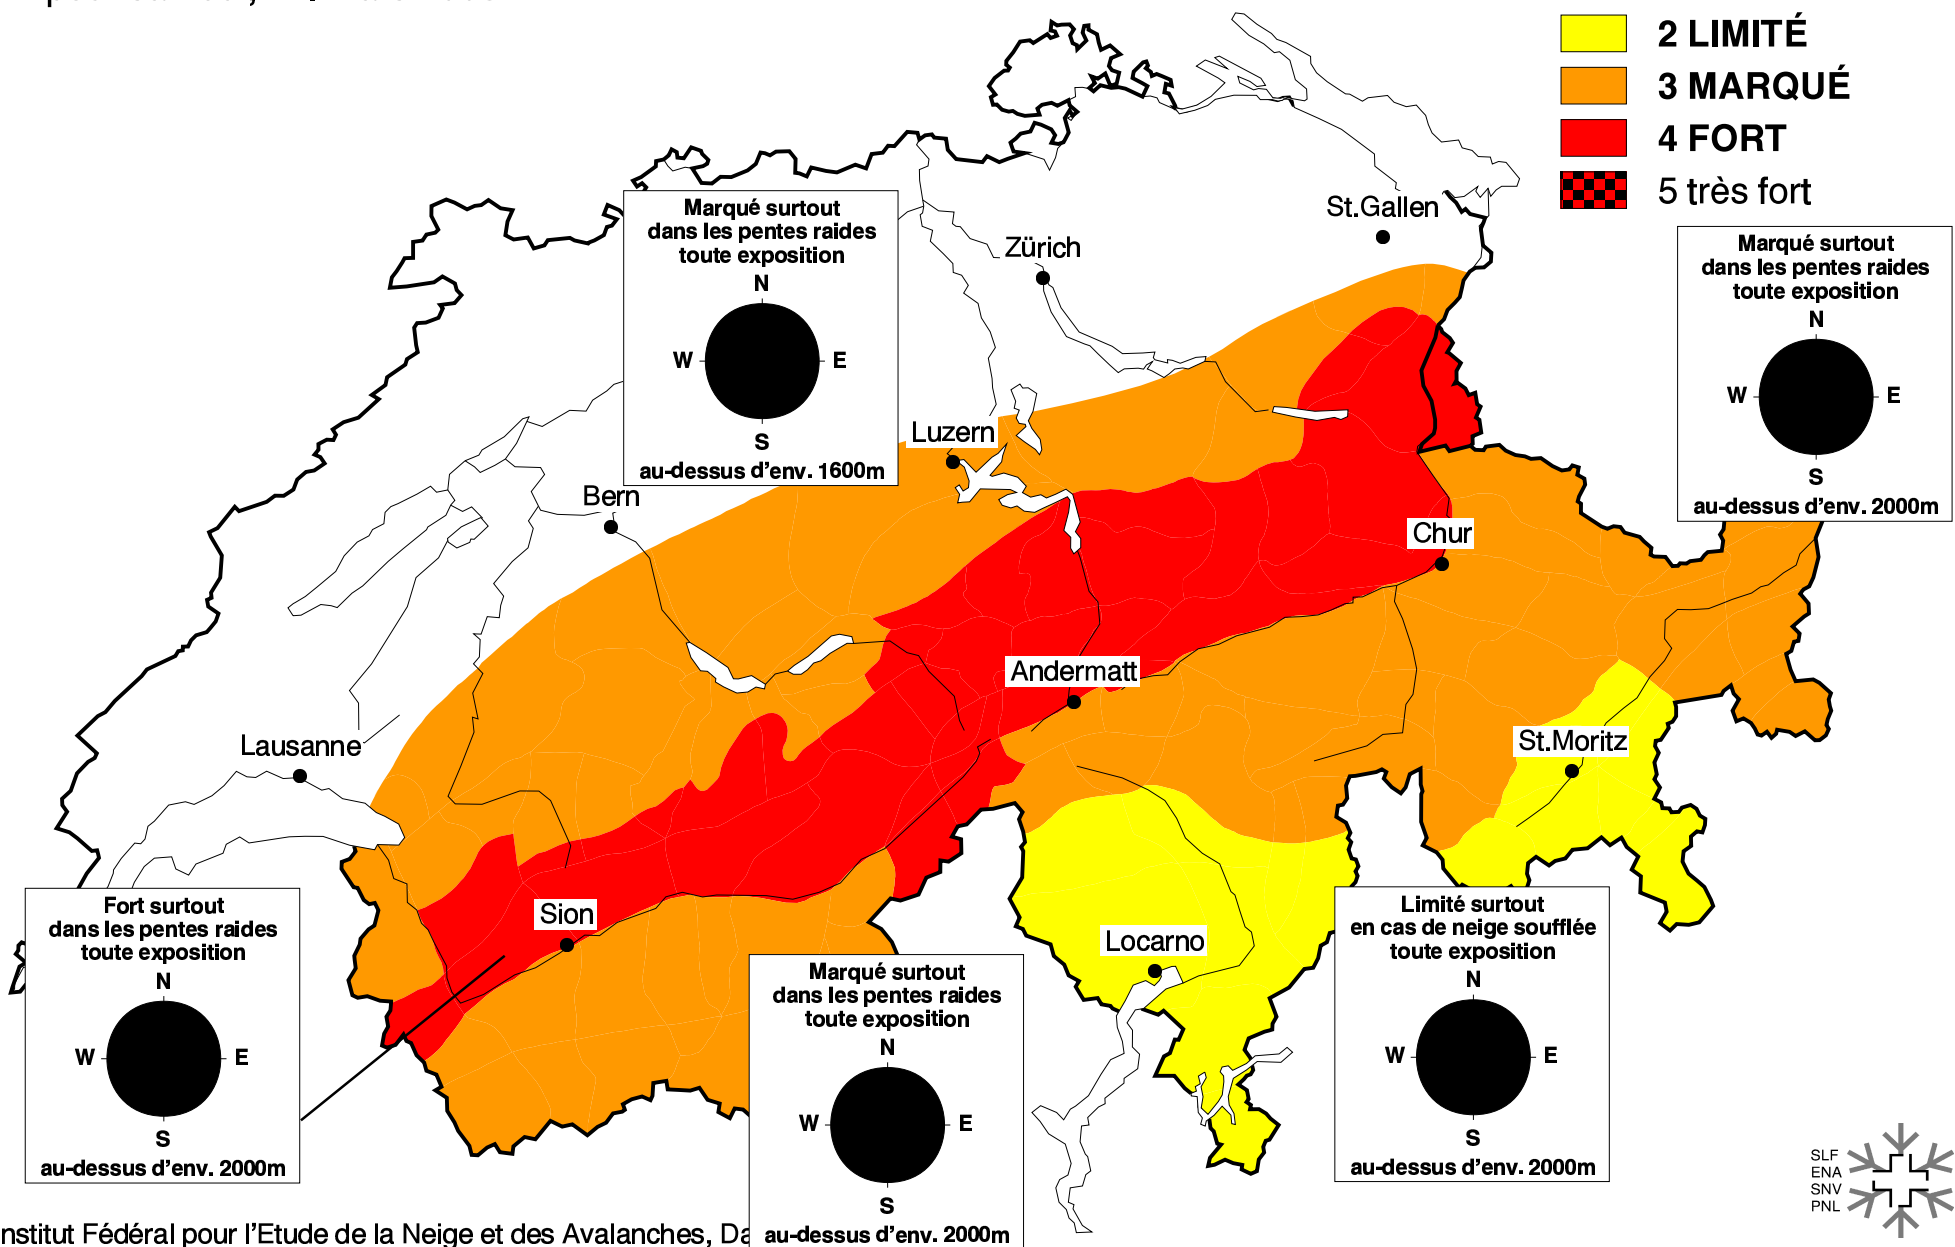 2 LIMITÉ
3 MARQUÉ
4 FORT
5 très fort
Marqué surtout
dans les pentes raides
toute exposition
N
W E
S
au-dessus d'env. 1600m
St.Gallen
Zürich
Marqué surtout
dans les pentes raides
toute exposition
N
W E
S
au-dessus d'env. 2000m
Luzern
Bern
Chur
Andermatt
Lausanne
St.Moritz
Sion
Locarno
Fort surtout
dans les pentes raides
toute exposition
N
W E
S
au-dessus d'env. 2000m
Marqué surtout
dans les pentes raides
toute exposition
N
W E
S
au-dessus d'env. 2000m
Limité surtout
en cas de neige soufflée
toute exposition
N
W E
S
au-dessus d'env. 2000m
SLF
ENA
SNV
PNL
nstitut Fédéral pour l'Etude de la Neige et des Avalanches, Da